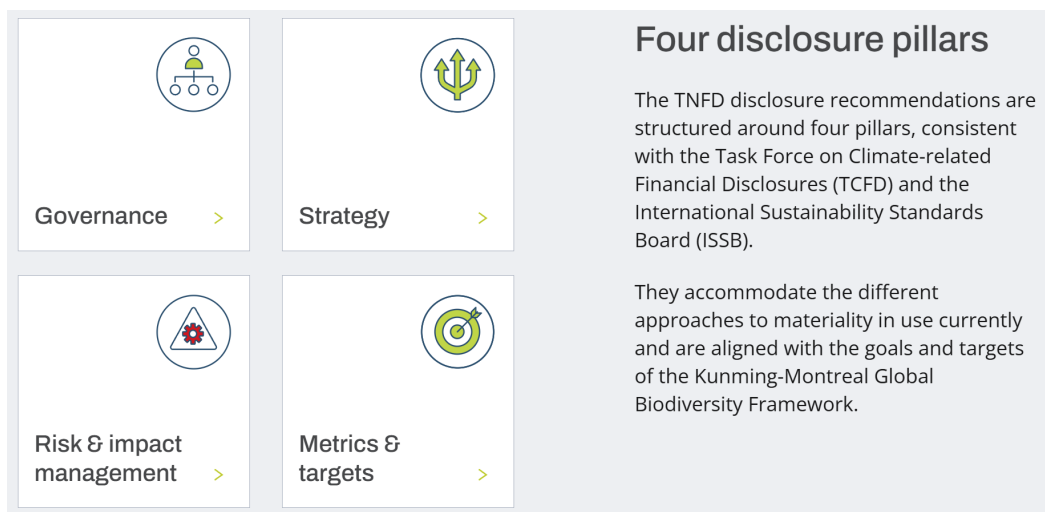 Governance >
Strategy >
Risk & impact
management >
Metrics &
targets >
Four disclosure pillars
The TNFD disclosure recommendations are
structured around four pillars, consistent
with the Task Force on Climate-related
Financial Disclosures (TCFD) and the
International Sustainability Standards
Board (ISSB).
They accommodate the different
approaches to materiality in use currently
and are aligned with the goals and targets
of the Kunming-Montreal Global
Biodiversity Framework.